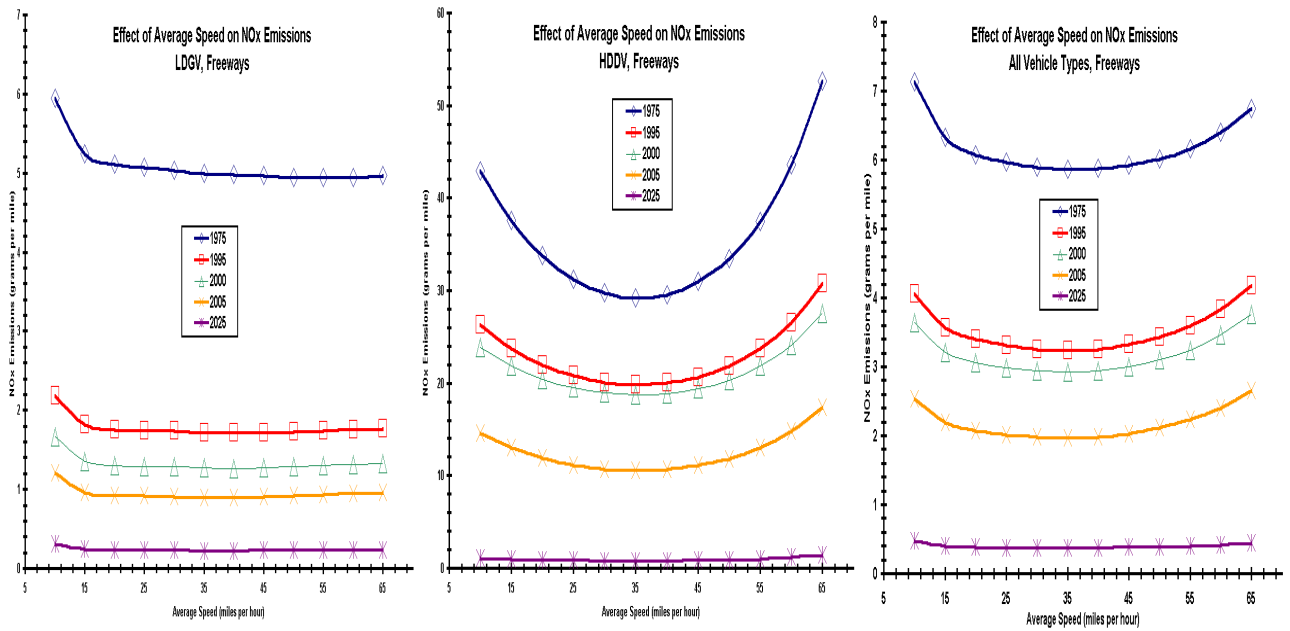 Effect of Average Speed on NOx Emissions
LDGV, Freeways
NOx Emissions (grams per mile)
7
6
5
4
3
2
1
0
1975
1995
2000
2005
2025
5 15 25 35 45 55 65
Average Speed (miles per hour)
Effect of Average Speed on NOx Emissions
HDDV, Freeways
NOx Emissions (grams per mile)
60
50
40
30
20
10
0
1975
1995
2000
2005
2025
5 15 25 35 45 55 65
Average Speed (miles per hour)
Effect of Average Speed on NOx Emissions
All Vehicle Types, Freeways
NOx Emissions (grams per mile)
8
7
6
5
4
3
2
1
0
1975
1995
2000
2005
2025
5 15 25 35 45 55 65
Average Speed (miles per hour)